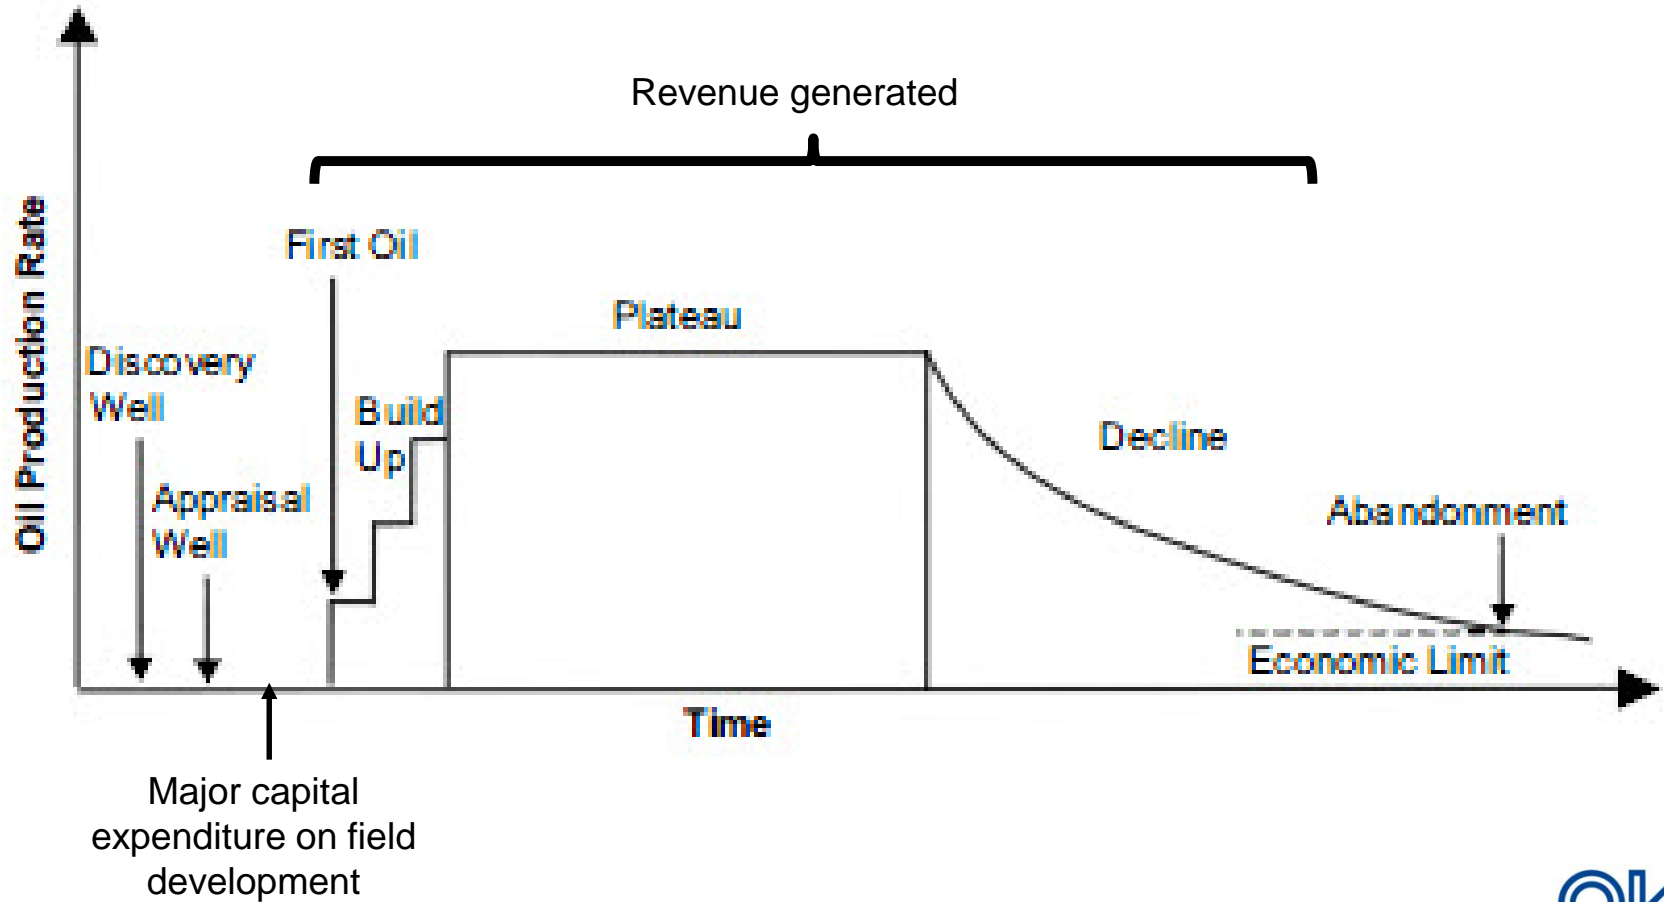 Revenue generated
First Oil
Plateau
Discovery
Well
Build
Up
Decline
Appraisal
Well
Abandonment
Economic Limit
Oil Production Rate
Time
Major capital
expenditure on field
development